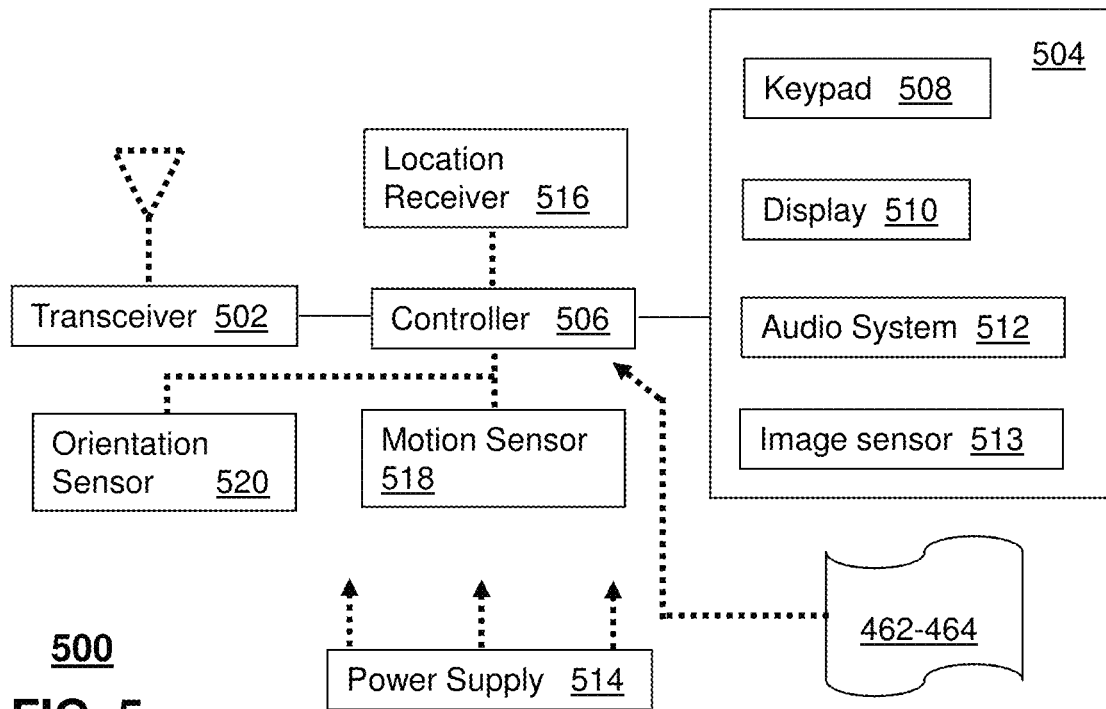 504
Keypad 508
Location
Receiver 516
Display 510
Transceiver 502
Controller 506
Audio System 512
Orientation
Sensor 520
Motion Sensor
518
Image sensor 513
462-464
500
Power Supply 514
FIG. 5